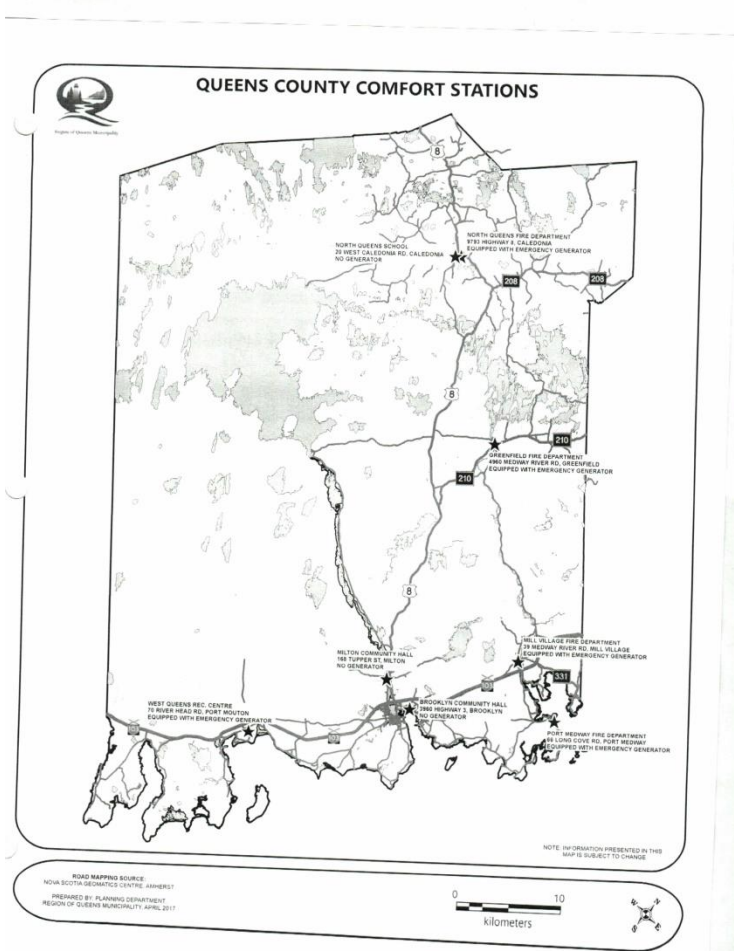 QUEENS COUNTY COMFORT STATIONS
Region of Queens Municipality
8
NORTH QUEENS FIRE DEPARTMENT
9793 HIGHWAY 8, CALEDONIA
EQUIPPED WITH EMERGENCY GENERATOR
NORTH QUEENS SCHOOL
20 WEST CALEDONIA RD, CALEDONIA
NO GENERATOR
208
208
8
210
GREENFIELD FIRE DEPARTMENT
4960 MEDWAY RIVER RD, GREENFIELD
EQUIPPED WITH EMERGENCY GENERATOR
210
8
MILL VILLAGE FIRE DEPARTMENT
39 MEDWAY RIVER RD, MILL VILLAGE
EQUIPPED WITH EMERGENCY GENERATOR
MILTON COMMUNITY HALL
168 TUPPER ST, MILTON
NO GENERATOR
331
BROOKLYN COMMUNITY HALL
3960 HIGHWAY 3, BROOKLYN
NO GENERATOR
WEST QUEENS REC. CENTRE
70 RIVER HEAD RD, PORT MOUTON
EQUIPPED WITH EMERGENCY GENERATOR
PORT MEDWAY FIRE DEPARTMENT
LONG COVE RD, PORT MEDWAY
EQUIPPED WITH EMERGENCY GENERATOR
NOTE: INFORMATION PRESENTED IN THIS
MAP IS SUBJECT TO CHANGE
ROAD MAPPING SOURCE:
NOVA SCOTIA GEOMATICS CENTRE, AMHERST
PREPARED BY: PLANNING DEPARTMENT
REGION OF QUEENS MUNICIPALITY, APRIL 2017
0 10
kilometers
N
E
S
W